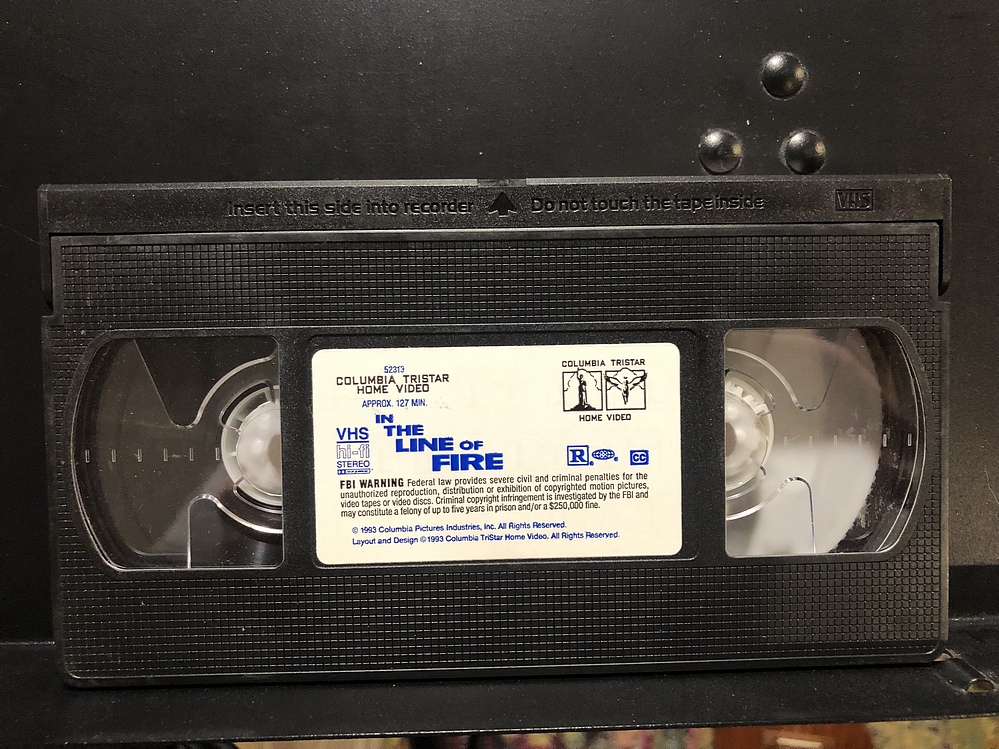 Insert this side into recorder Do not touch the tape inside VHS
52313
COLUMBIA TRISTAR
HOME VIDEO
APPROX. 127 MIN.
COLUMBIA TRISTAR
HOME VIDEO
IN
THE
LINE OF
FIRE
VHS
hi-fi
STEREO
R
CC
FBI WARNING Federal law provides severe civil and criminal penalties for the
unauthorized reproduction, distribution or exhibition of copyrighted motion pictures,
video tapes or video discs. Criminal copyright infringement is investigated by the FBI and
may constitute a felony of up to five years in prison and/or a $250,000 fine.
© 1993 Columbia Pictures Industries, Inc. All Rights Reserved.
Layout and Design © 1993 Columbia TriStar Home Video. All Rights Reserved.